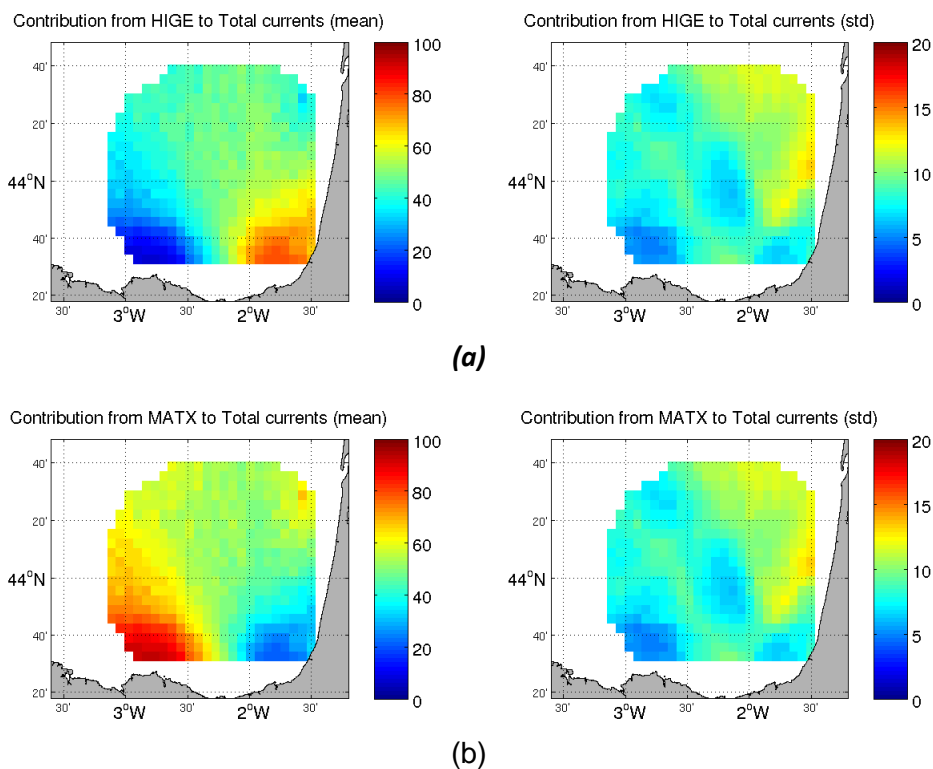 Contribution from HIGE to Total currents (mean)
40'
20'
44°N
40'
20'
30'
3°W
30'
2°W
30'
100
80
60
40
20
0
Contribution from HIGE to Total currents (std)
40'
20'
44°N
40'
20'
30'
3°W
30'
2°W
30'
20
15
10
5
0
(a)
Contribution from MATX to Total currents (mean)
40'
20'
44°N
40'
20'
30'
3°W
30'
2°W
30'
100
80
60
40
20
0
Contribution from MATX to Total currents (std)
40'
20'
44°N
40'
20'
30'
3°W
30'
2°W
30'
20
15
10
5
0
(b)